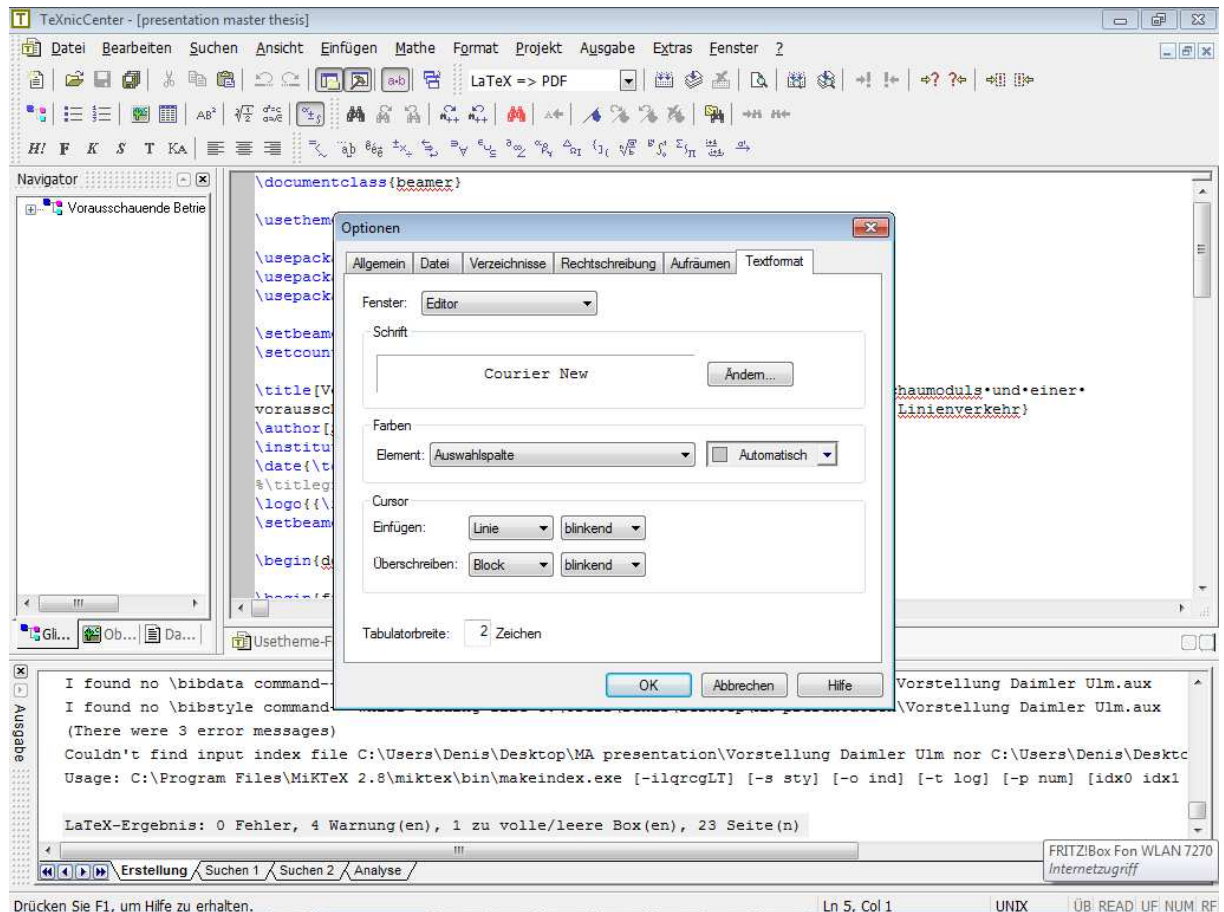 TeXnicCenter - [presentation master thesis]
Datei Bearbeiten Suchen Ansicht Einfügen Mathe Format Projekt Ausgabe Extras Fenster ?
LaTeX => PDF
H! F K S T KA
Navigator
Vorausschauende Betrie
\documentclass{beamer}
\usethem
\usepack
\usepack
\usepack
\setbeam
\setcoun
\title[V
haumoduls•und•einer•
voraussc
Linienverkehr}
\author[
\institu
\date{\t
%\titleg
\logo{{\
\setbeam
\begin{d
\begin{f
Optionen
Allgemein Datei Verzeichnisse Rechtschreibung Aufräumen Textformat
Fenster: Editor
Schrift
Courier New Ändern...
Farben
Element: Auswahlspalte Automatisch
Cursor
Einfügen: Linie blinkend
Überschreiben: Block blinkend
Tabulatorbreite: 2 Zeichen
OK Abbrechen Hilfe
Gli... Ob... Da...
Usetheme-F
Ausgabe
I found no \bibdata command-
Vorstellung Daimler Ulm.aux
I found no \bibstyle command-
\Vorstellung Daimler Ulm.aux
(There were 3 error messages)
Couldn't find input index file C:\Users\Denis\Desktop\MA presentation\Vorstellung Daimler Ulm nor C:\Users\Denis\Deskto
Usage: C:\Program Files\MiKTeX 2.8\miktex\bin\makeindex.exe [-ilqrcgLT] [-s sty] [-o ind] [-t log] [-p num] [idx0 idx1
LaTeX-Ergebnis: 0 Fehler, 4 Warnung(en), 1 zu volle/leere Box(en), 23 Seite(n)
Erstellung Suchen 1 Suchen 2 Analyse
FRITZ!Box Fon WLAN 7270
Internetzugriff
Drücken Sie F1, um Hilfe zu erhalten. Ln 5, Col 1 UNIX ÜB READ UF NUM RF